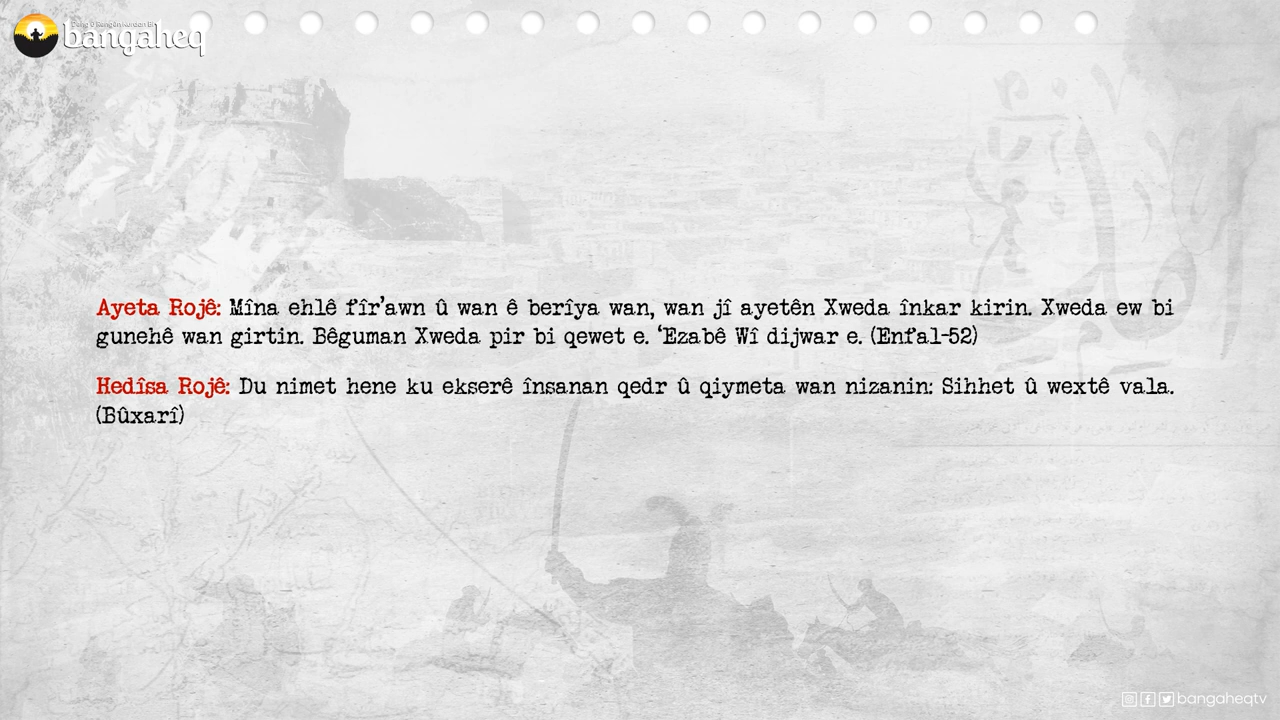 bangaheq
Ayeta Rojê: Mîna ehlê fîr'awn û wan ê berîya wan, wan jî ayetên Xweda înkar kirin. Xweda ew bi
gunehê wan girtin. Bêguman Xweda pir bi qewet e. ‘Ezabê Wî dijwar e. (Enfal-52)
Hedîsa Rojê: Du nimet hene ku ekserê însanan qedr û qiymeta wan nizanin: Sihhet û wextê vala.
(Bûxarî)
bangaheqtv